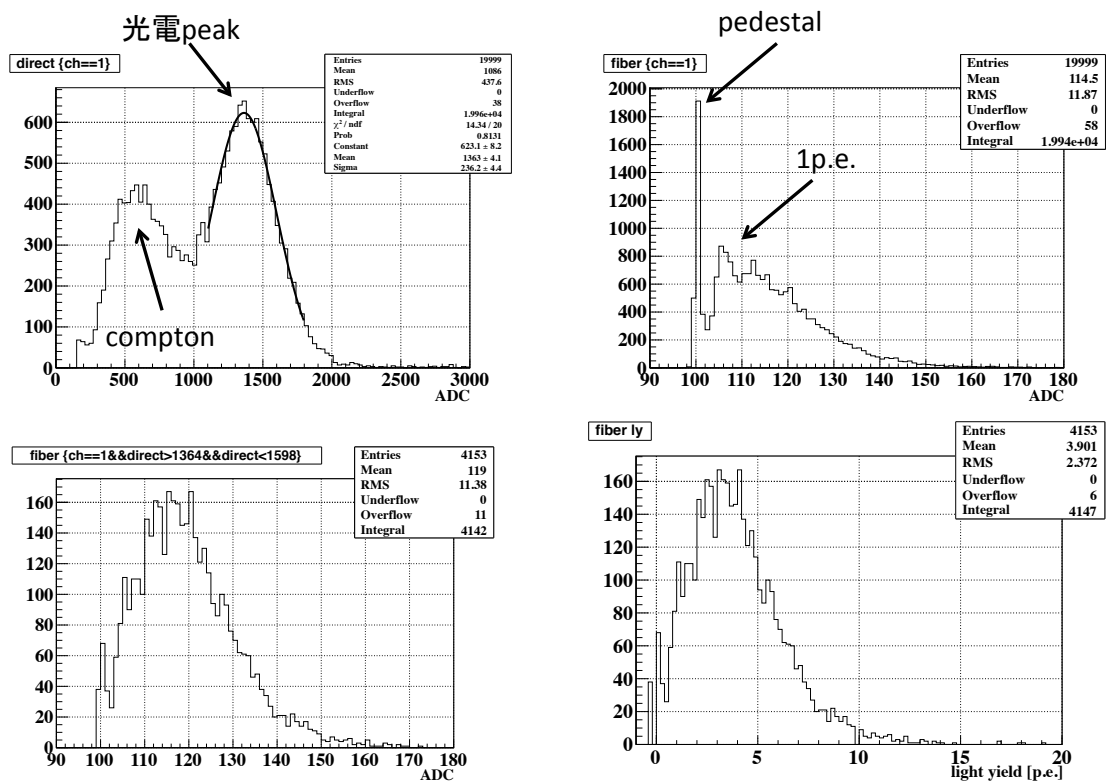 光電peak
direct {ch==1}
Entries 19999
Mean 1086
RMS 437.6
Underflow 0
Overflow 38
Integral 1.996e+04
χ² / ndf 14.34 / 20
Prob 0.8131
Constant 623.1 ± 8.2
Mean 1363 ± 4.1
Sigma 236.2 ± 4.4
600
500
400
300
200
100
0
compton
0 500 1000 1500 2000 2500 3000
ADC
pedestal
fiber {ch==1}
Entries 19999
Mean 114.5
RMS 11.87
Underflow 0
Overflow 58
Integral 1.994e+04
1p.e.
2000
1800
1600
1400
1200
1000
800
600
400
200
0
90 100 110 120 130 140 150 160 170 180
ADC
fiber {ch==1&&direct>1364&&direct<1598}
Entries 4153
Mean 119
RMS 11.38
Underflow 0
Overflow 11
Integral 4142
160
140
120
100
80
60
40
20
0
90 100 110 120 130 140 150 160 170 180
ADC
fiber ly
Entries 4153
Mean 3.901
RMS 2.372
Underflow 0
Overflow 6
Integral 4147
160
140
120
100
80
60
40
20
0
0 5 10 15 20
light yield [p.e.]